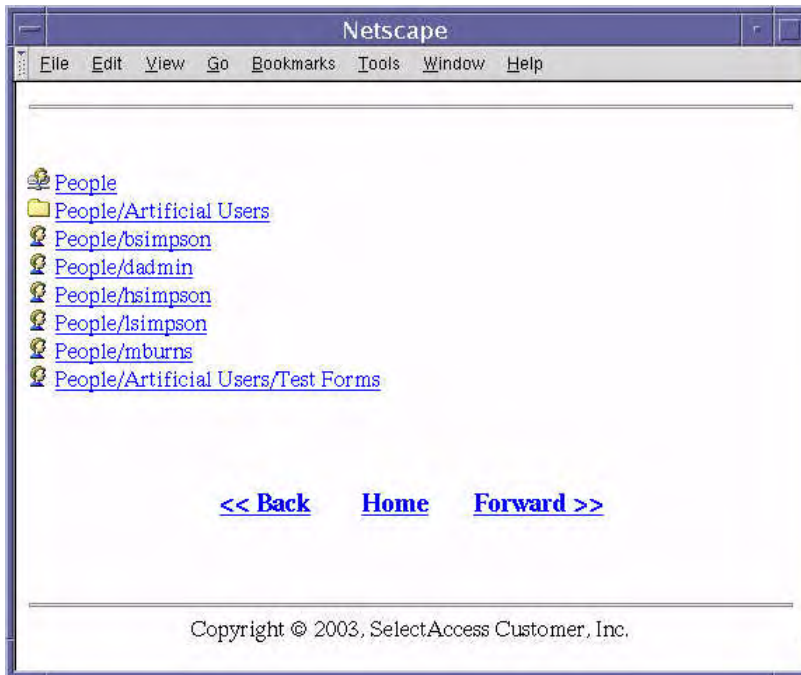 Netscape
File Edit View Go Bookmarks Tools Window Help
People
People/Artificial Users
People/bsimpson
People/dadmin
People/hsimpson
People/lsimpson
People/mburns
People/Artificial Users/Test Forms
<< Back Home Forward >>
Copyright © 2003, SelectAccess Customer, Inc.